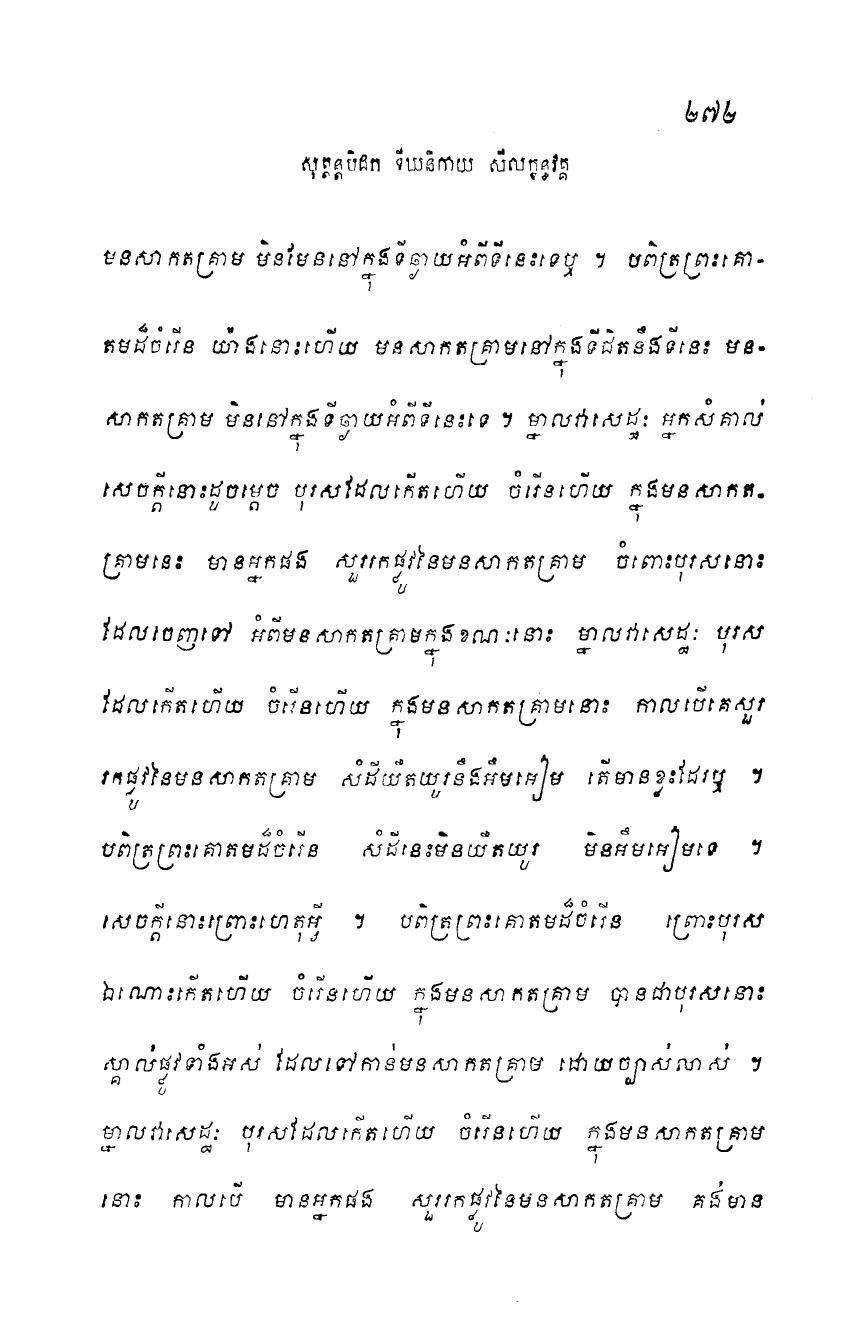 ២៧២
សុត្តន្តបិដក ទីឃនិកាយ សីលក្ខន្ធវគ្គ
មនសាកតគ្រាម មិនមែននៅក្នុងទីឆ្ងាយអំពីទីនេះទេឬ ។ បពិត្រព្រះគោ-
តមដ៏ចំរើន យ៉ាងនោះហើយ មនសាកតគ្រាមនៅក្នុងទីជិតនឹងទីនេះ មន-
សាកតគ្រាម មិននៅក្នុងទីឆ្ងាយអំពីទីនេះទេ ។ ម្នាលវាសេដ្ឋៈ អ្នកសំគាល់
សេចក្តីនោះដូចម្តេច បុរសដែលកើតហើយ ចំរើនហើយ ក្នុងមនសាកត-
គ្រាមនេះ មានអ្នកផង សួររកផ្លូវនៃមនសាកតគ្រាម ចំពោះបុរសនោះ
ដែលចេញទៅ អំពីមនសាកតគ្រាមក្នុងខណៈនោះ ម្នាលវាសេដ្ឋៈ បុរស
ដែលកើតហើយ ចំរើនហើយ ក្នុងមនសាកតគ្រាមនោះ កាលបើគេសួរ
រកផ្លូវនៃមនសាកតគ្រាម សំដីយឺតយូរនឹងអឹមអៀម តើមានខ្លះដែរឬ ។
បពិត្រព្រះគោតមដ៏ចំរើន សំដីនេះមិនយឺតយូរ មិនអឹមអៀមទេ ។
សេចក្តីនោះព្រោះហេតុអ្វី ។ បពិត្រព្រះគោតមដ៏ចំរើន ព្រោះបុរស
ឯណោះកើតហើយ ចំរើនហើយ ក្នុងមនសាកតគ្រាម បានជាបុរសនោះ
ស្គាល់ផ្លូវទាំងអស់ ដែលទៅកាន់មនសាកតគ្រាម ដោយច្បាស់លាស់ ។
ម្នាលវាសេដ្ឋៈ បុរសដែលកើតហើយ ចំរើនហើយ ក្នុងមនសាកតគ្រាម
នោះ កាលបើ មានអ្នកផង សួររកផ្លូវនៃមនសាកតគ្រាម គង់មាន